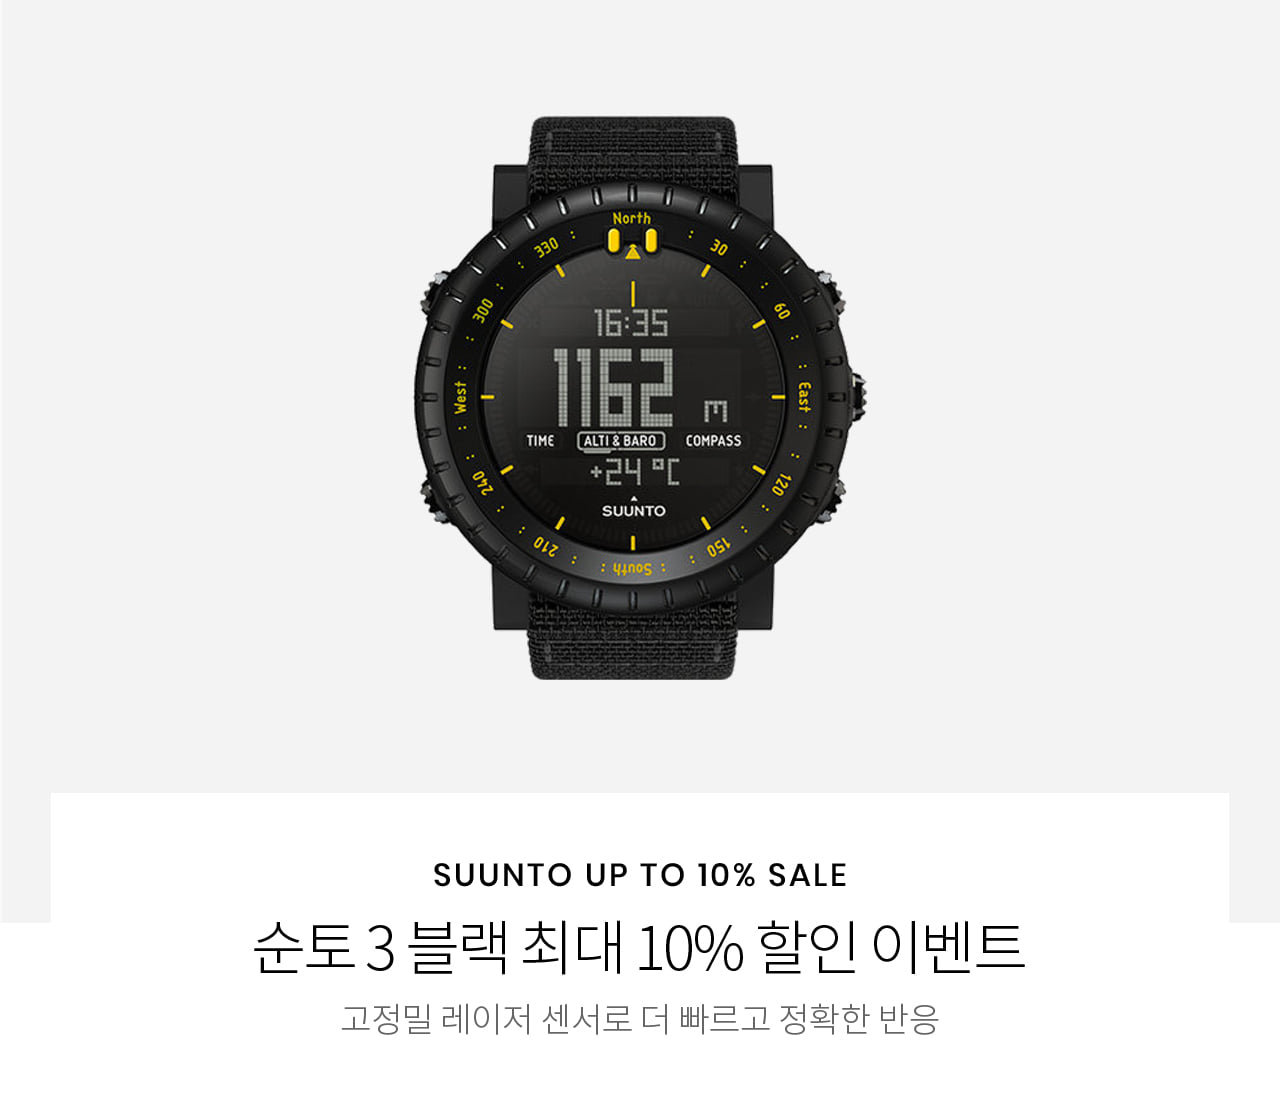 North
330
30
300
60
16:35
1162 m
West
East
TIME ALTI & BARO COMPASS
+24 °C
240
120
SUUNTO
210
150
South
SUUNTO UP TO 10% SALE
순토 3 블랙 최대 10% 할인 이벤트
고정밀 레이저 센서로 더 빠르고 정확한 반응